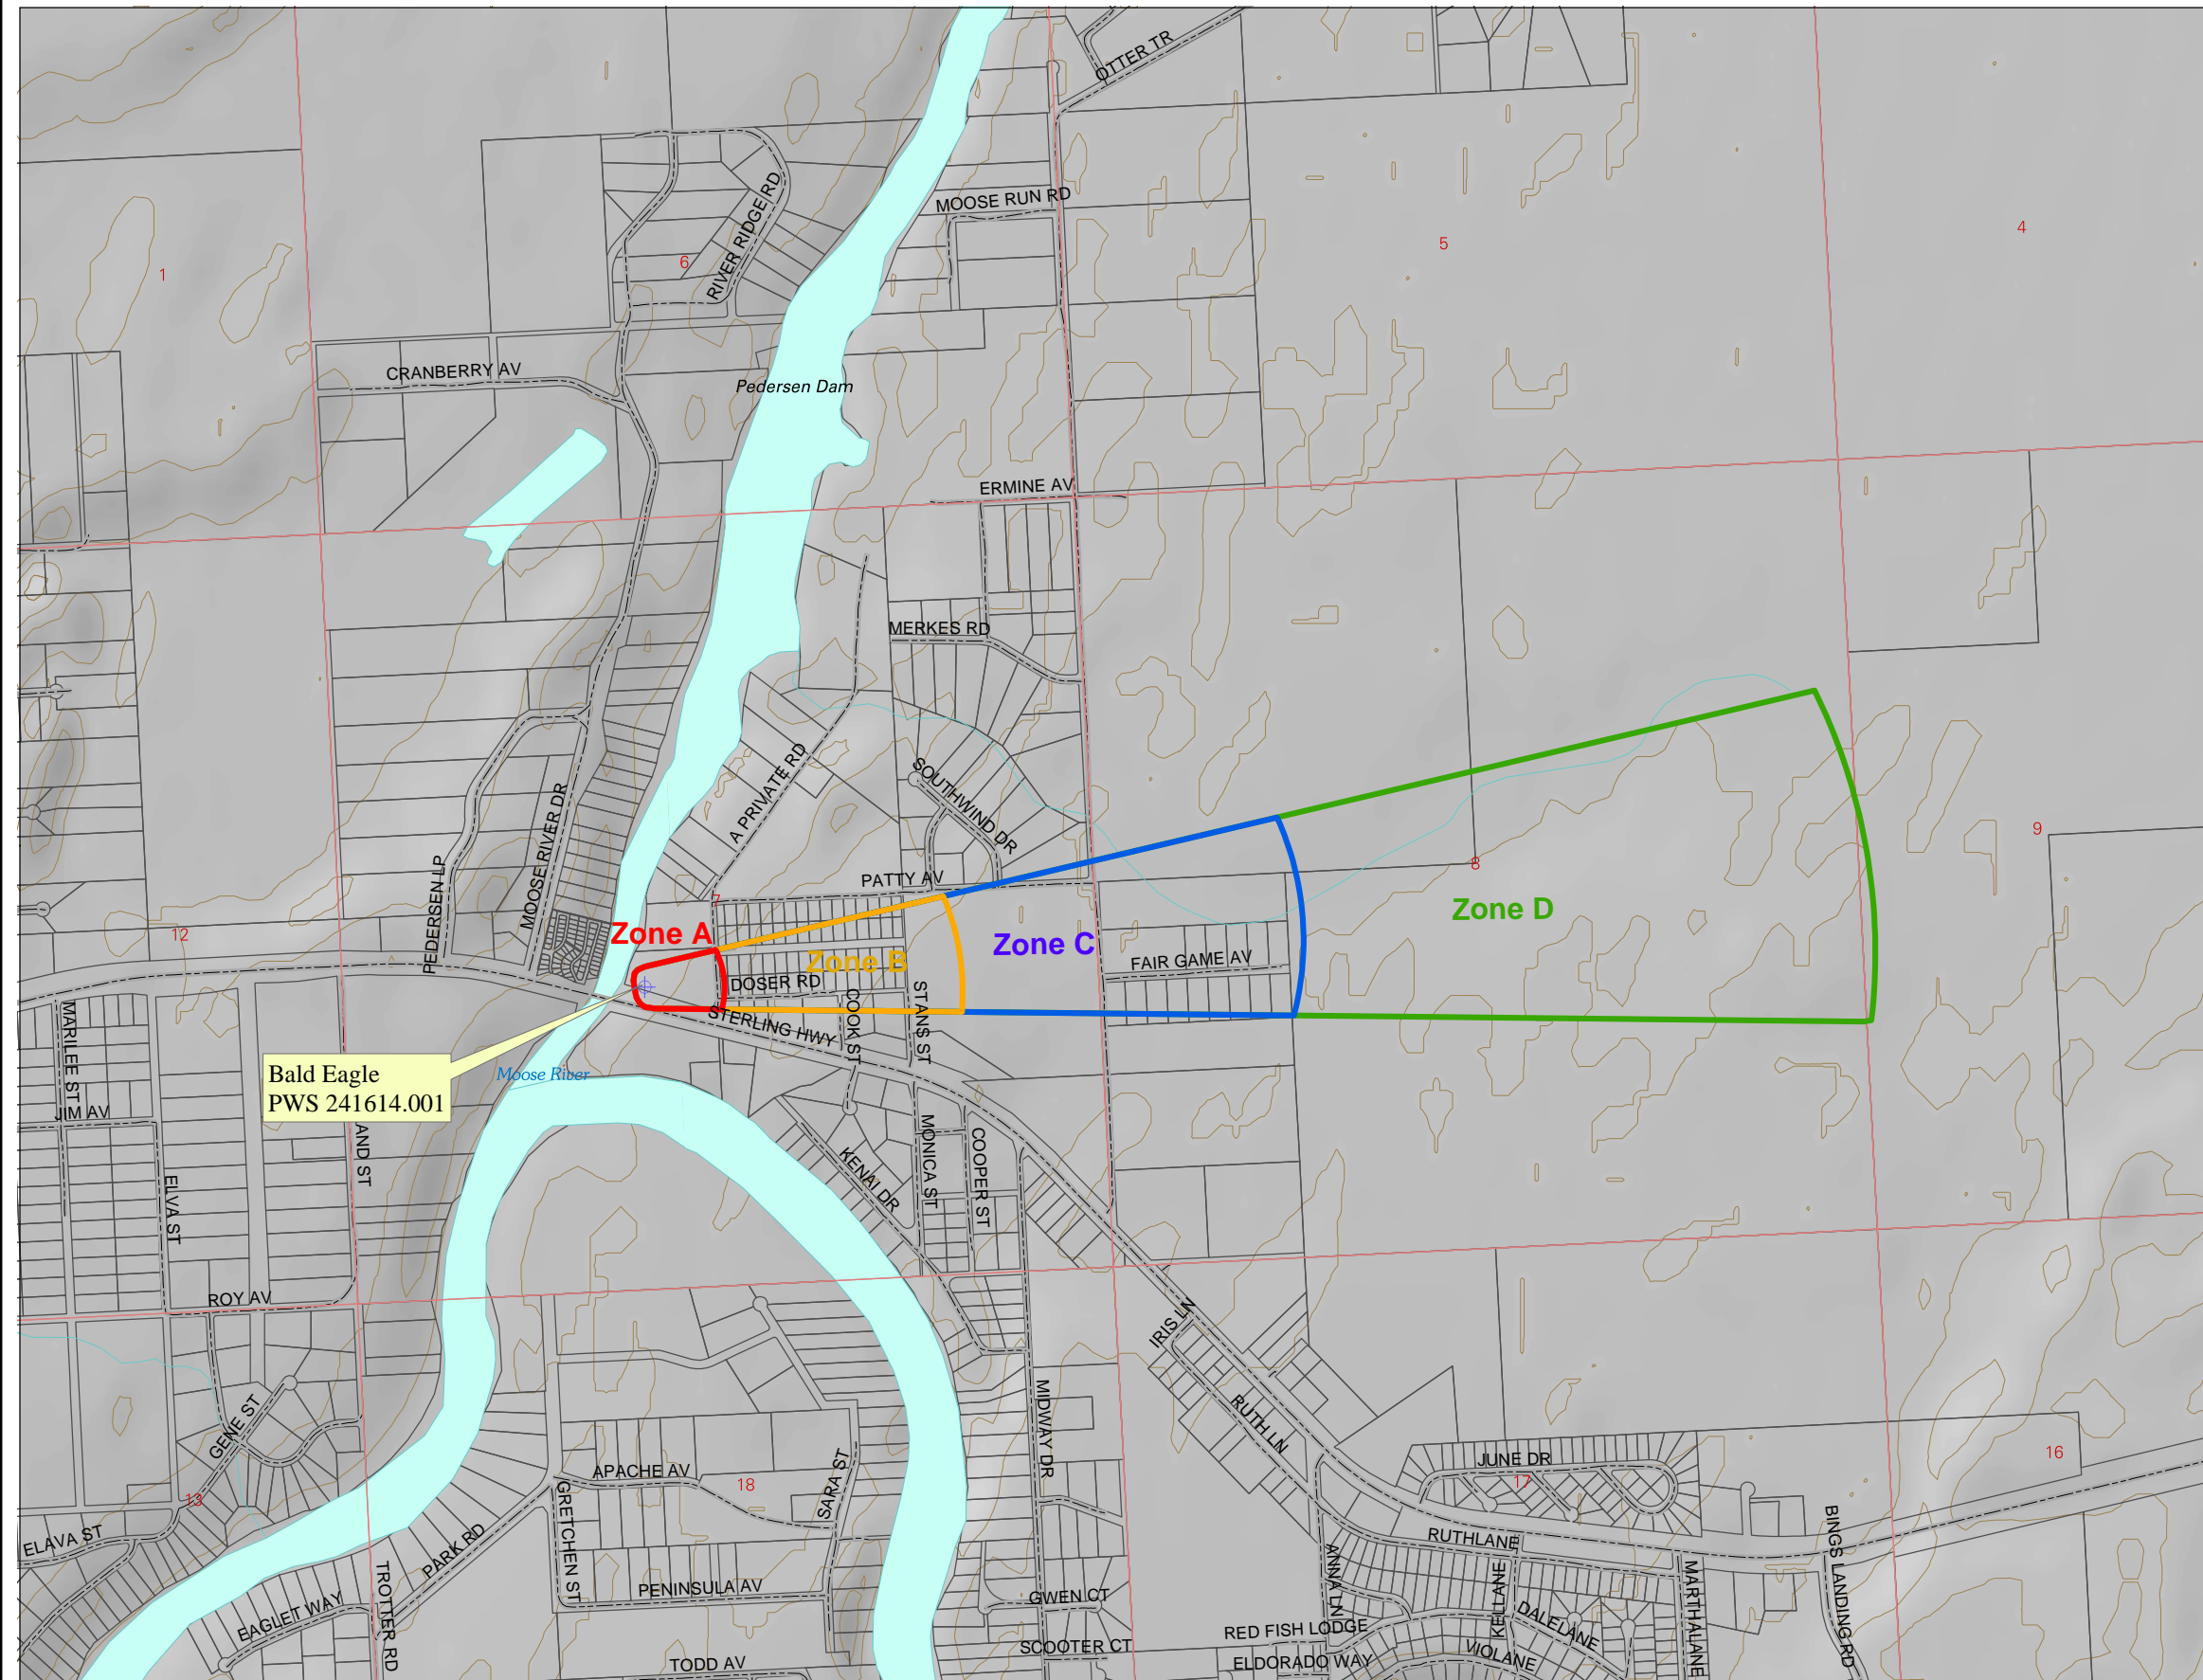 OTTER TR
MOOSE RUN RD
RIVER RIDGE RD
1
6
5
4
CRANBERRY AV
Pedersen Dam
ERMINE AV
MERKES RD
A PRIVATE RD
SOUTHWIND DR
MOOSE RIVER DR
PEDERSEN LP
PATTY AV
7
8
9
12
Zone A
Zone B
Zone C
Zone D
FAIR GAME AV
DOSER RD
COOK ST
STANS ST
STERLING HWY
MARILEE ST
Bald Eagle
PWS 241614.001
Moose River
JIM AV
AND ST
ELVA ST
KENAI DR
MONICA ST
COOPER ST
ROY AV
IRIS LN
RUTH LN
MIDWAY DR
GENE ST
13
APACHE AV
18
SARA ST
JUNE DR
17
16
ELAVA ST
PARK RD
GRETCHEN ST
PENINSULA AV
TROTTER RD
EAGLET WAY
TODD AV
GWEN CT
SCOOTER CT
RED FISH LODGE
ELDORADO WAY
ANNA LN
RUTHLANE
KELLANE
DALELANE
VIOLANE
MARTHALANE
BINGS LANDING RD